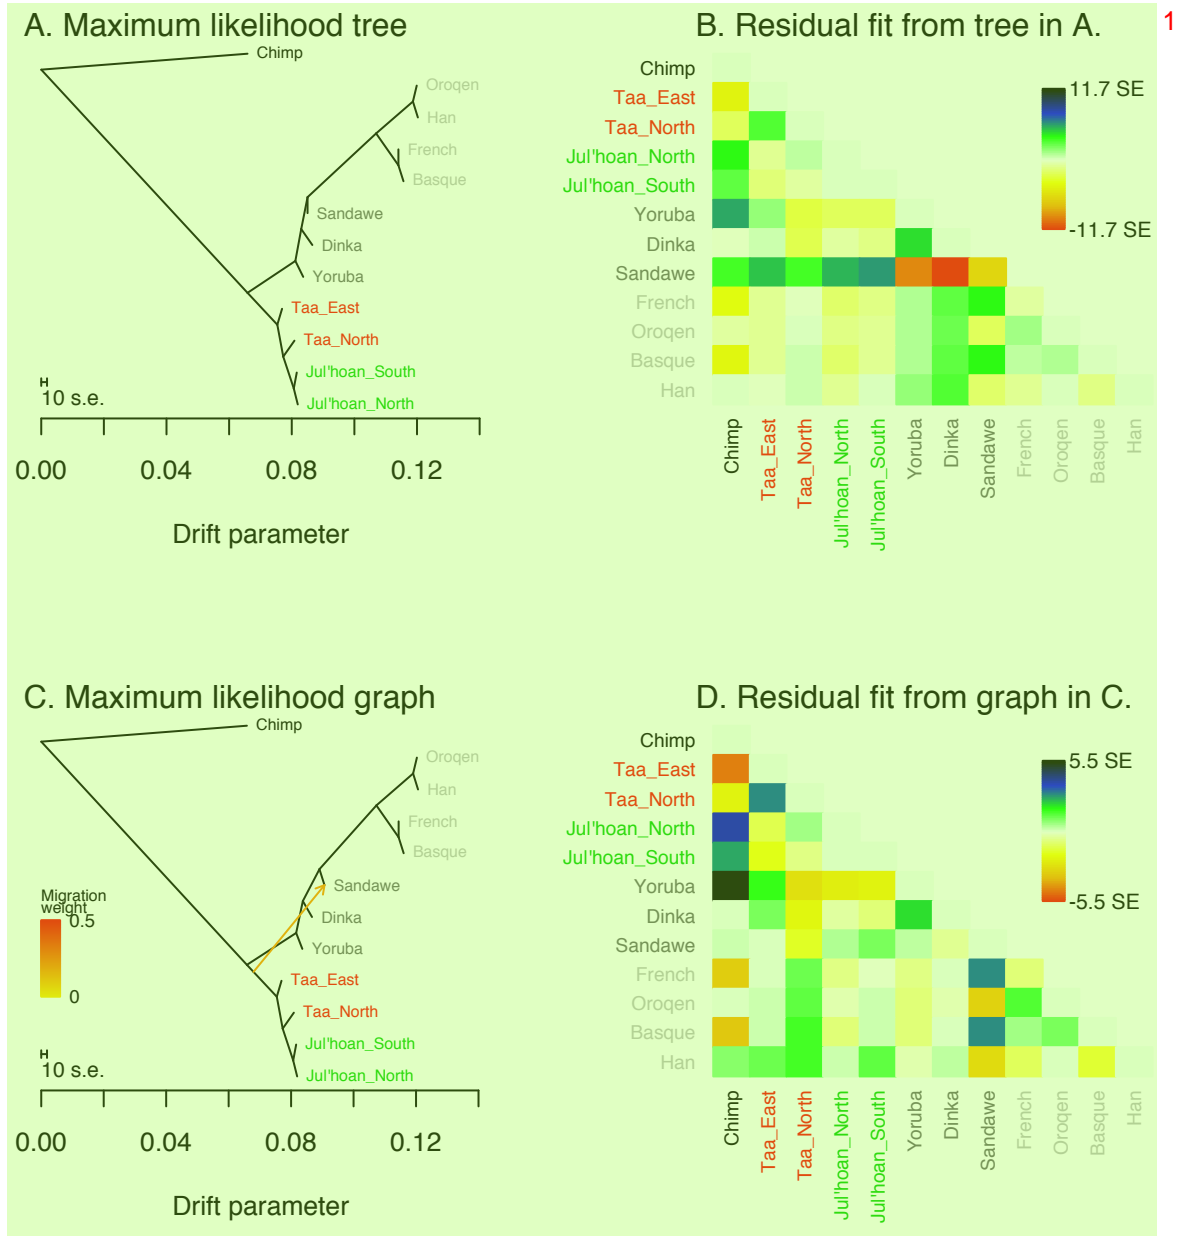 A. Maximum likelihood tree
Chimp
Oroqen
Han
French
Basque
Sandawe
Dinka
Yoruba
Taa_East
Taa_North
Jul'hoan_South
Jul'hoan_North
10 s.e.
0.00 0.04 0.08 0.12
Drift parameter
B. Residual fit from tree in A.
1
Chimp
Taa_East
Taa_North
Jul'hoan_North
Jul'hoan_South
Yoruba
Dinka
Sandawe
French
Oroqen
Basque
Han
11.7 SE
-11.7 SE
Chimp
Taa_East
Taa_North
Jul'hoan_North
Jul'hoan_South
Yoruba
Dinka
Sandawe
French
Oroqen
Basque
Han
C. Maximum likelihood graph
Chimp
Oroqen
Han
French
Basque
Sandawe
Dinka
Yoruba
Taa_East
Taa_North
Jul'hoan_South
Jul'hoan_North
Migration
weight
0.5
0
10 s.e.
0.00 0.04 0.08 0.12
Drift parameter
D. Residual fit from graph in C.
Chimp
Taa_East
Taa_North
Jul'hoan_North
Jul'hoan_South
Yoruba
Dinka
Sandawe
French
Oroqen
Basque
Han
5.5 SE
-5.5 SE
Chimp
Taa_East
Taa_North
Jul'hoan_North
Jul'hoan_South
Yoruba
Dinka
Sandawe
French
Oroqen
Basque
Han